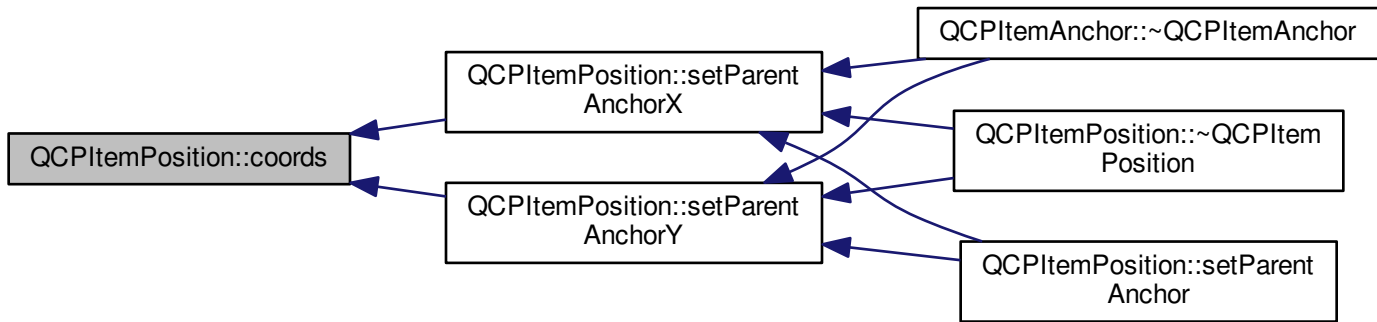 QCPItemPosition::coords
QCPItemPosition::setParent
AnchorX
QCPItemPosition::setParent
AnchorY
QCPItemAnchor::~QCPItemAnchor
QCPItemPosition::~QCPItem
Position
QCPItemPosition::setParent
Anchor